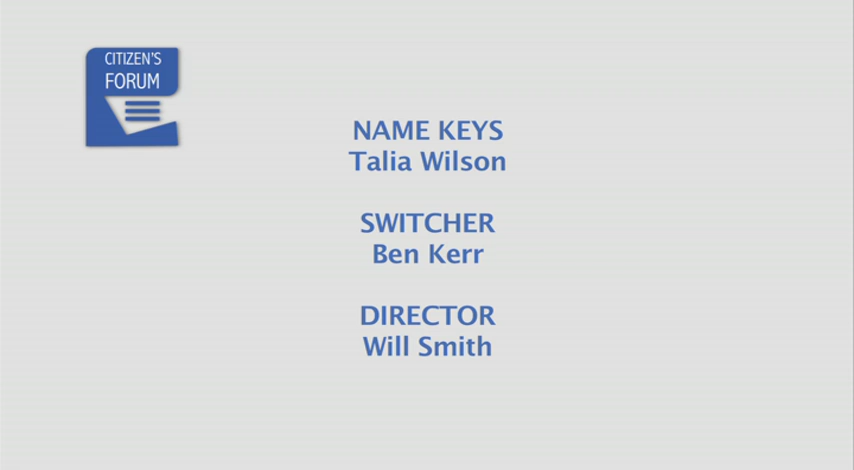 CITIZEN'S
FORUM
NAME KEYS
Talia Wilson
SWITCHER
Ben Kerr
DIRECTOR
Will Smith